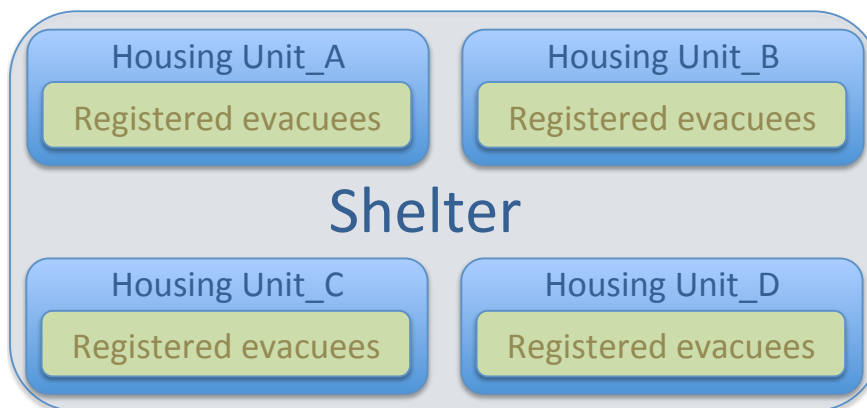 Housing Unit_A
Registered evacuees
Housing Unit_B
Registered evacuees
Shelter
Housing Unit_C
Registered evacuees
Housing Unit_D
Registered evacuees